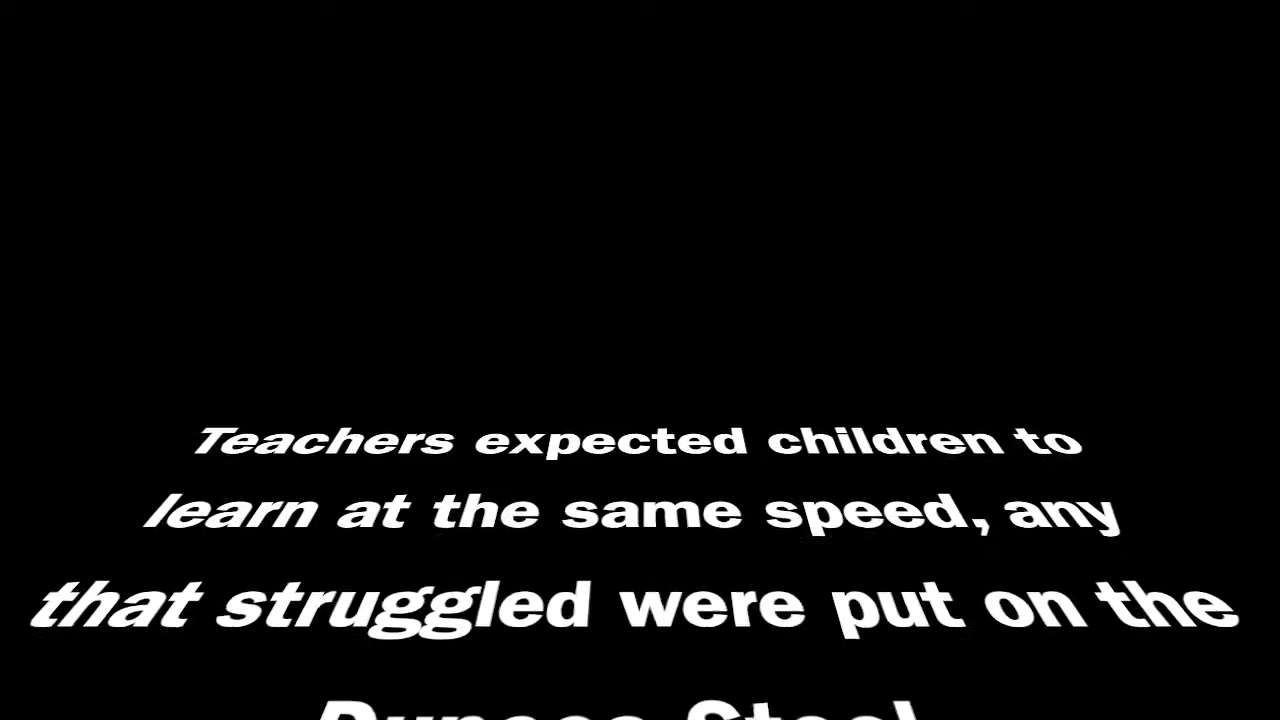 Teachers expected children to
learn at the same speed, any
that struggled were put on the
Dunces Stool